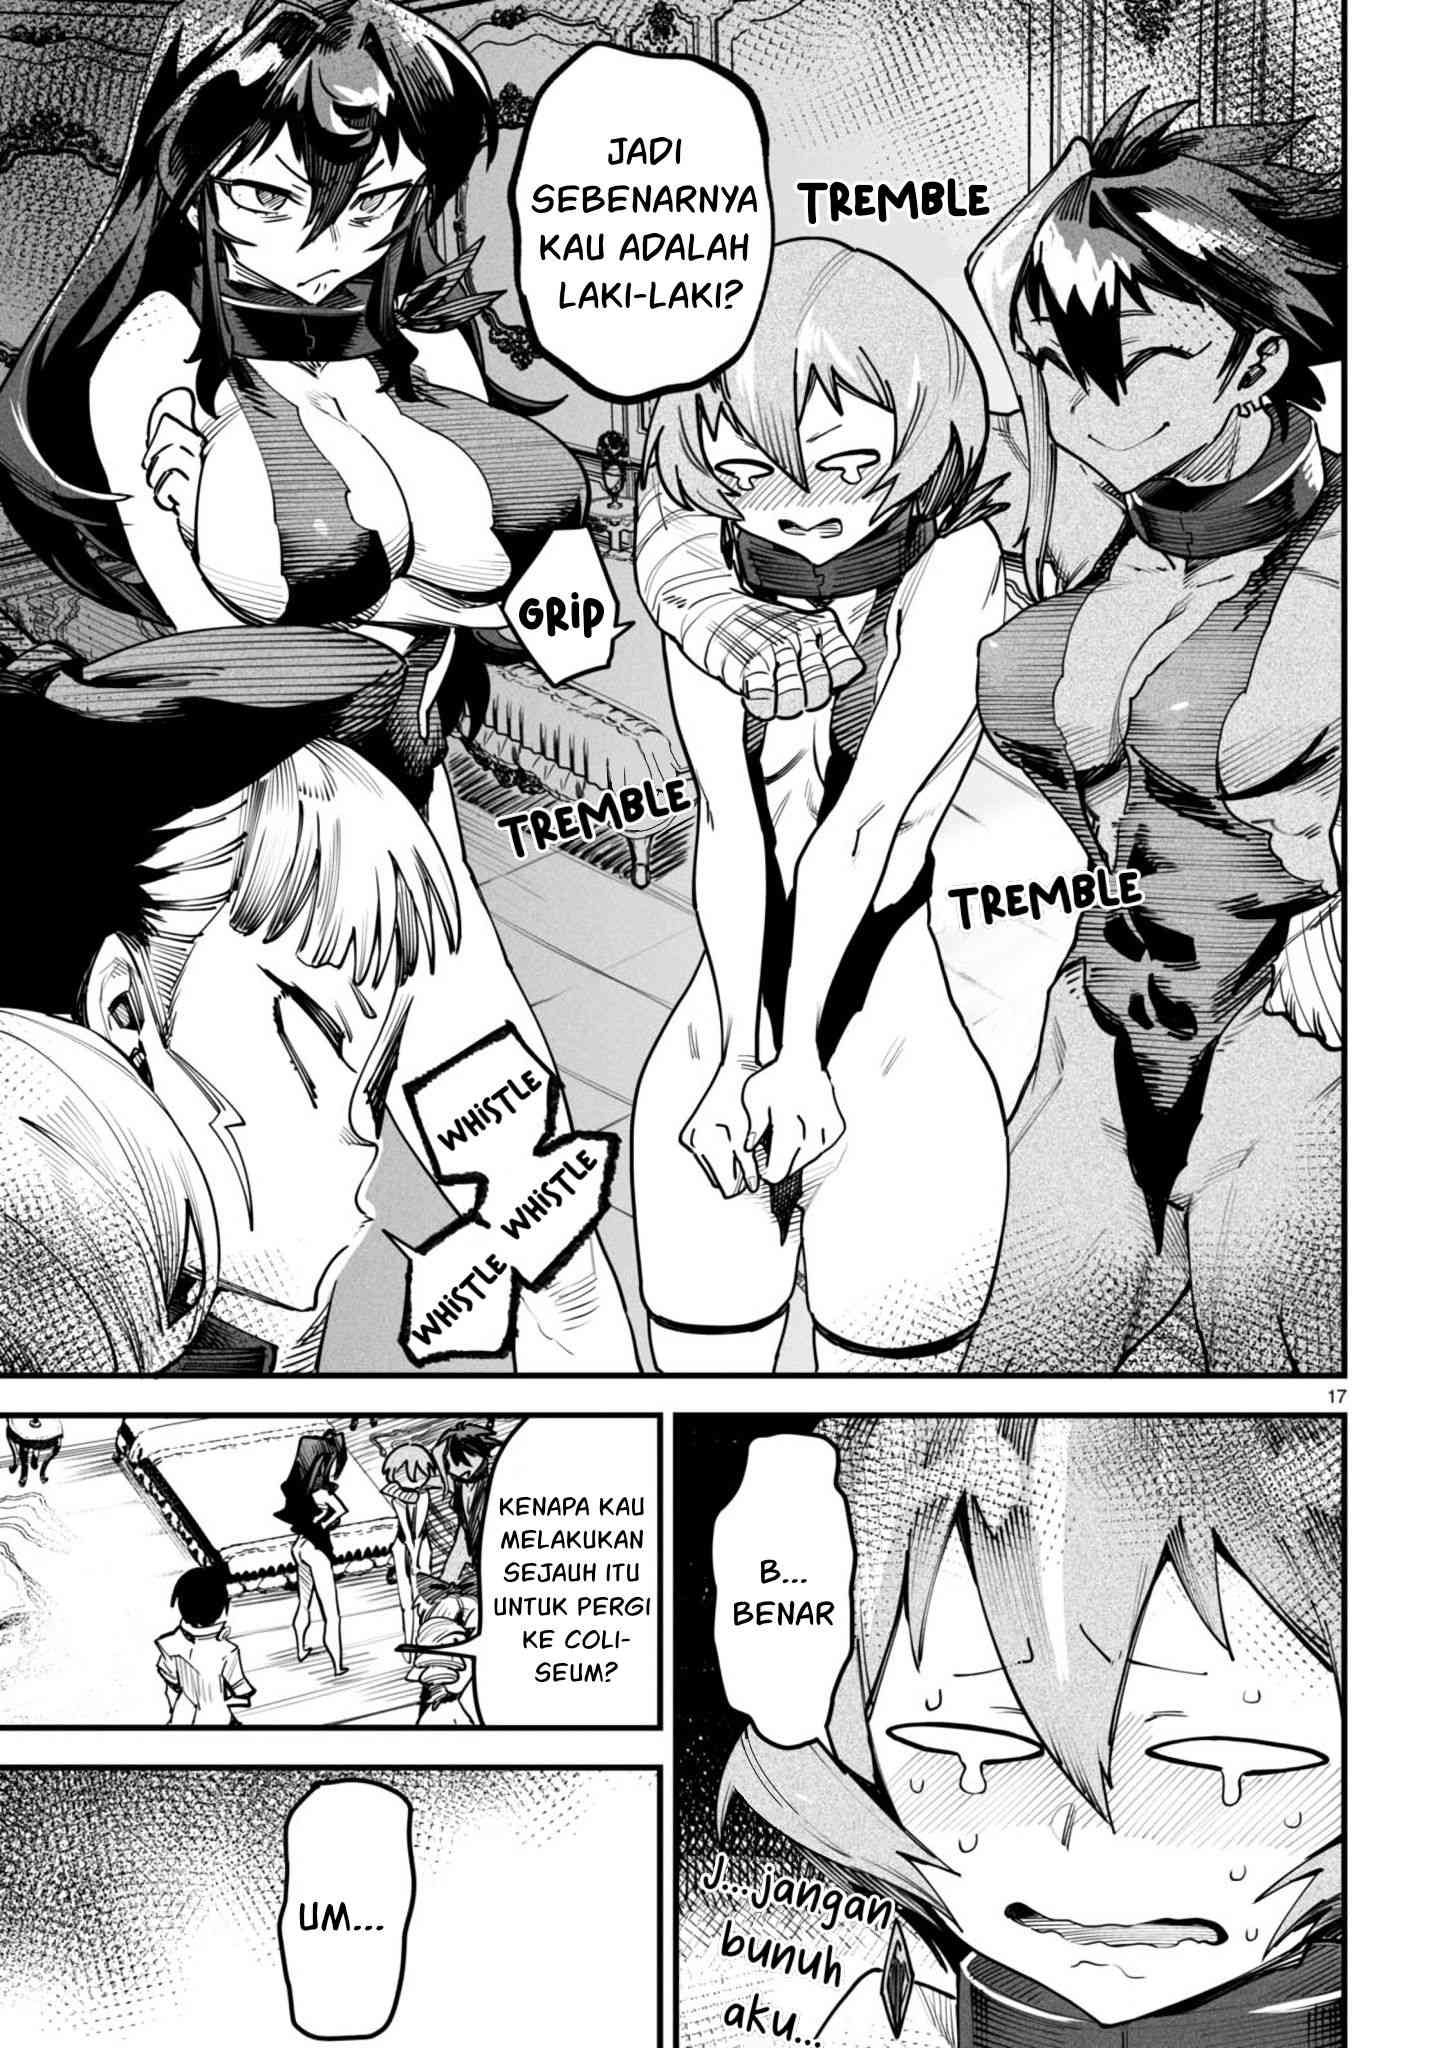 JADI
SEBENARNYA
KAU ADALAH
LAKI-LAKI?
TREMBLE
GRIP
TREMBLE
TREMBLE
WHISTLE
WHISTLE
WHISTLE
17
B...
BENAR
J...jangan
bunuh
aku...
KENAPA KAU
MELAKUKAN
SEJAUH ITU
UNTUK PERGI
KE COLI-
SEUM?
UM...